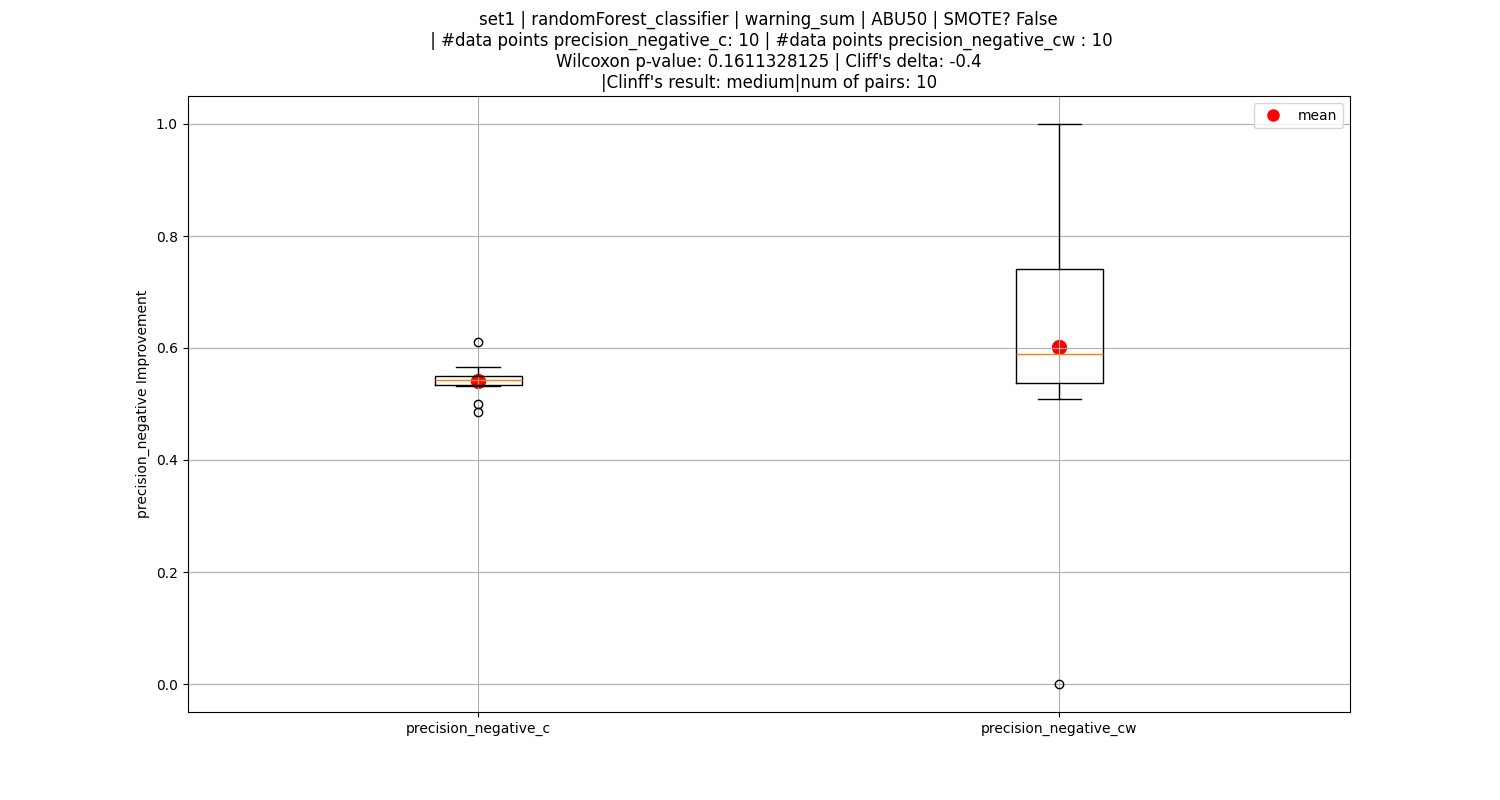 set1 | randomForest_classifier | warning_sum | ABU50 | SMOTE? False
| #data points precision_negative_c: 10 | #data points precision_negative_cw : 10
Wilcoxon p-value: 0.1611328125 | Cliff's delta: -0.4
|Clinff's result: medium|num of pairs: 10
mean
1.0
0.8
0.6
0.4
0.2
0.0
precision_negative Improvement
precision_negative_c
precision_negative_cw